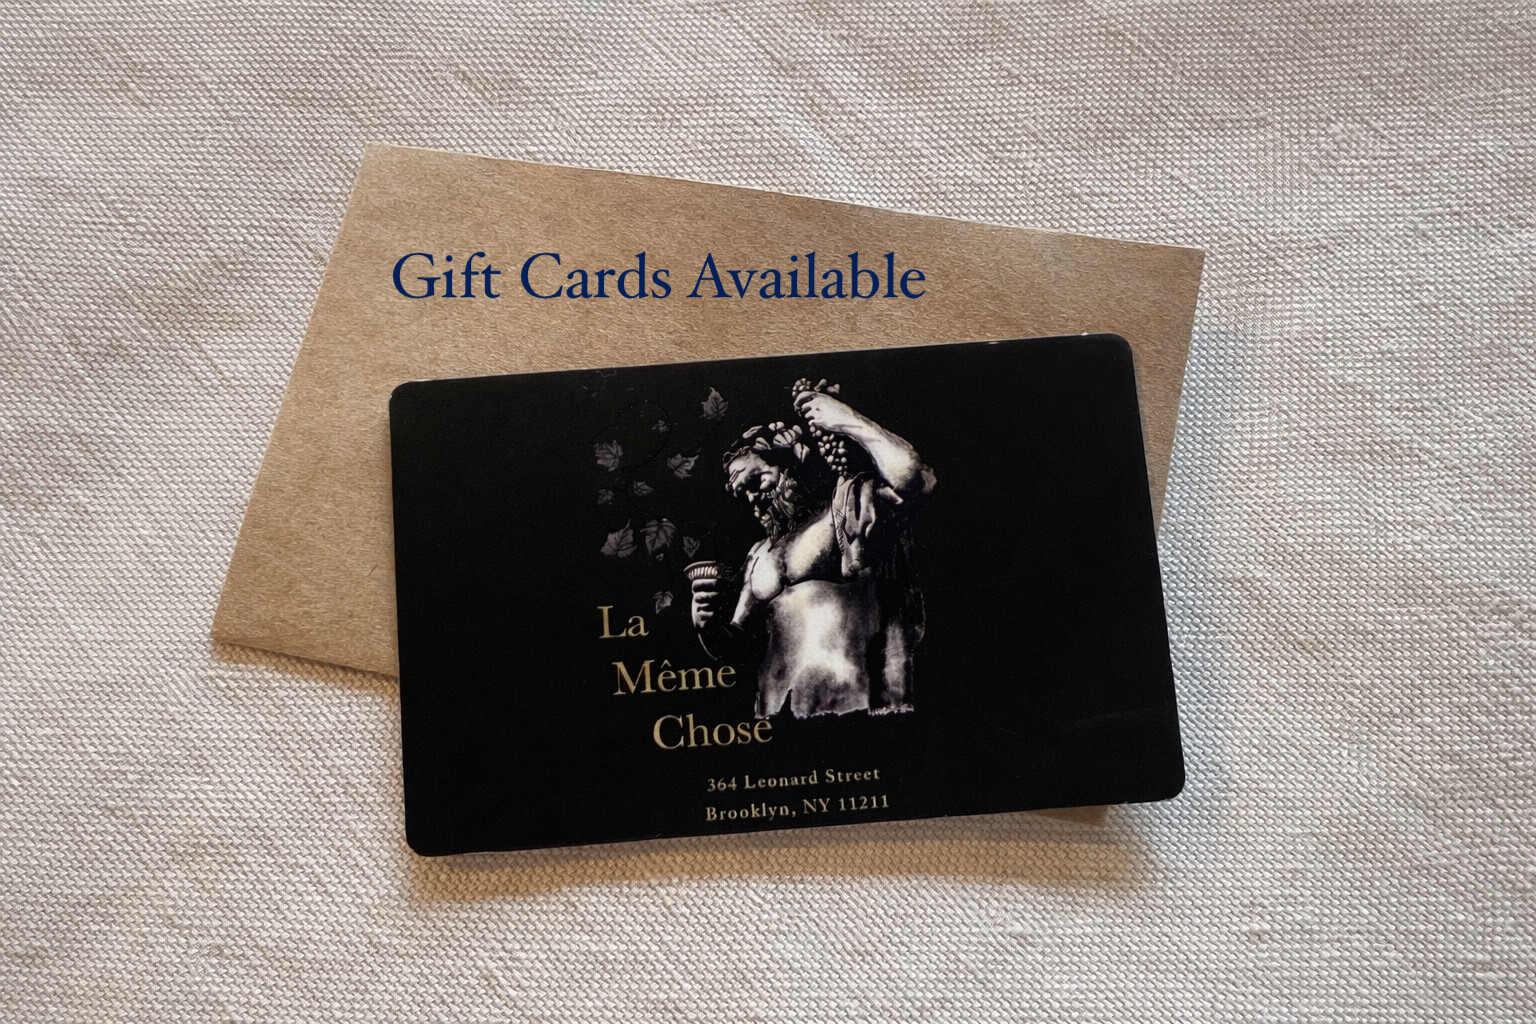 Gift Cards Available
La
Même
Chose
364 Leonard Street
Brooklyn, NY 11211